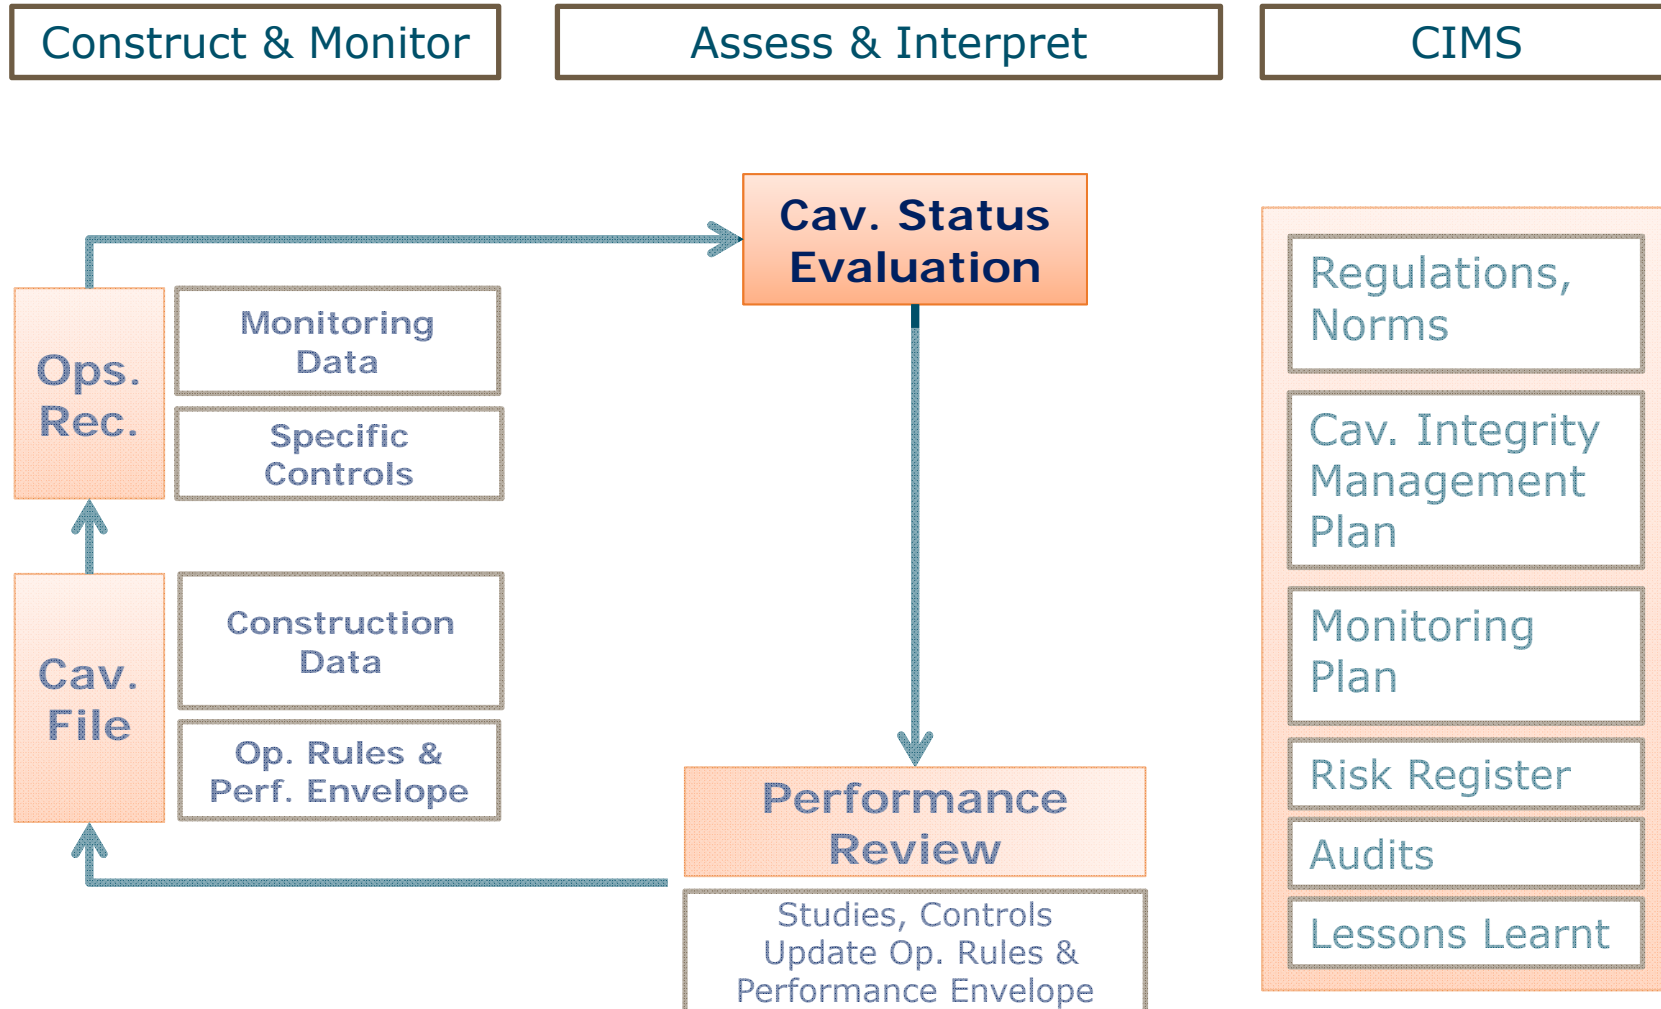 Construct & Monitor
Assess & Interpret
CIMS
Cav. Status
Evaluation
Ops.
Rec.
Monitoring
Data
Specific
Controls
Cav.
File
Construction
Data
Op. Rules &
Perf. Envelope
Performance
Review
Studies, Controls
Update Op. Rules &
Performance Envelope
Regulations,
Norms
Cav. Integrity
Management
Plan
Monitoring
Plan
Risk Register
Audits
Lessons Learnt